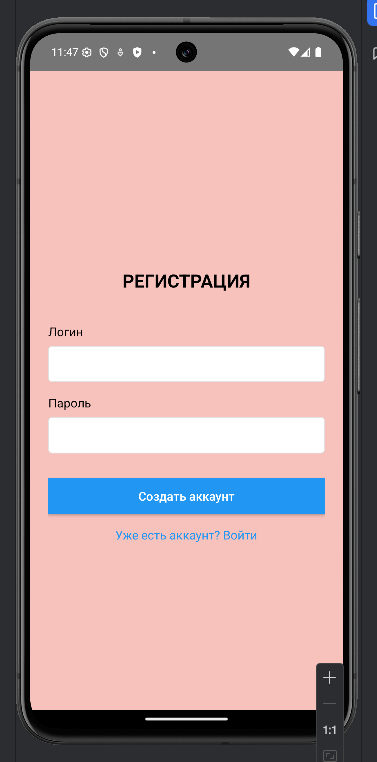 11:47
РЕГИСТРАЦИЯ
Логин
Пароль
Создать аккаунт
Уже есть аккаунт? Войти
1:1